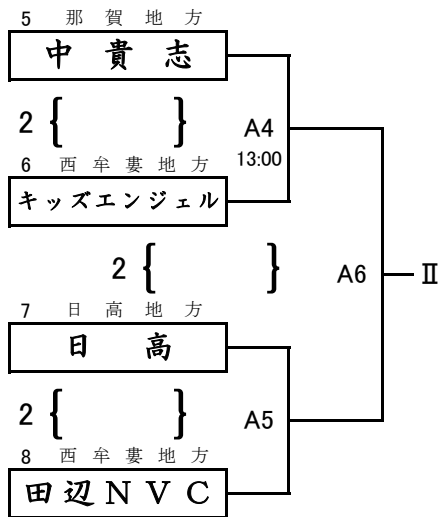 5 那賀地方
中貴志
2 { } A4
13:00
6 西牟婁地方
キッズエンジェル
2 { } A6 Ⅱ
7 日高地方
日高
2 { } A5
8 西牟婁地方
田辺NVC